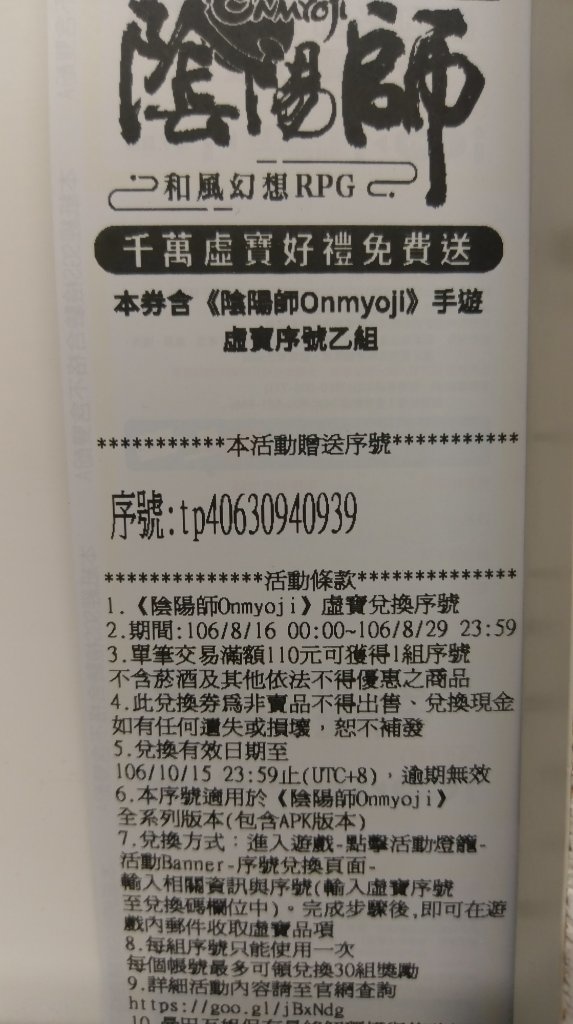 Onmyoji
陰陽師
和風幻想RPG
千萬虛寶好禮免費送
本券含《陰陽師Onmyoji》手遊
虛寶序號乙組
***********本活動贈送序號***********
序號:tp40630940939
**************活動條款**************
1.《陰陽師Onmyoji》虛寶兌換序號
2.期間:106/8/16 00:00~106/8/29 23:59
3.單筆交易滿額110元可獲得1組序號
不含菸酒及其他依法不得優惠之商品
4.此兌換券為非賣品不得出售、兌換現金
如有任何遺失或損壞，恕不補發
5.兌換有效日期至
106/10/15 23:59止(UTC+8)，逾期無效
6.本序號適用於《陰陽師Onmyoji》
全系列版本(包含APK版本)
7.兌換方式：進入遊戲-點擊活動燈籠-
活動Banner-序號兌換頁面-
輸入相關資訊與序號(輸入虛寶序號
至兌換碼欄位中)。完成步驟後,即可在遊
戲內郵件收取虛寶品項
8.每組序號只能使用一次
每個帳號最多可領兌換30組獎勵
9.詳細活動內容請至官網查詢
https://goo.gl/jBxNdg